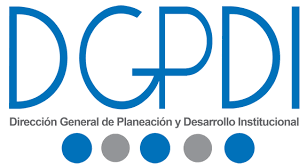 DGPDI
Dirección General de Planeación y Desarrollo Institucional